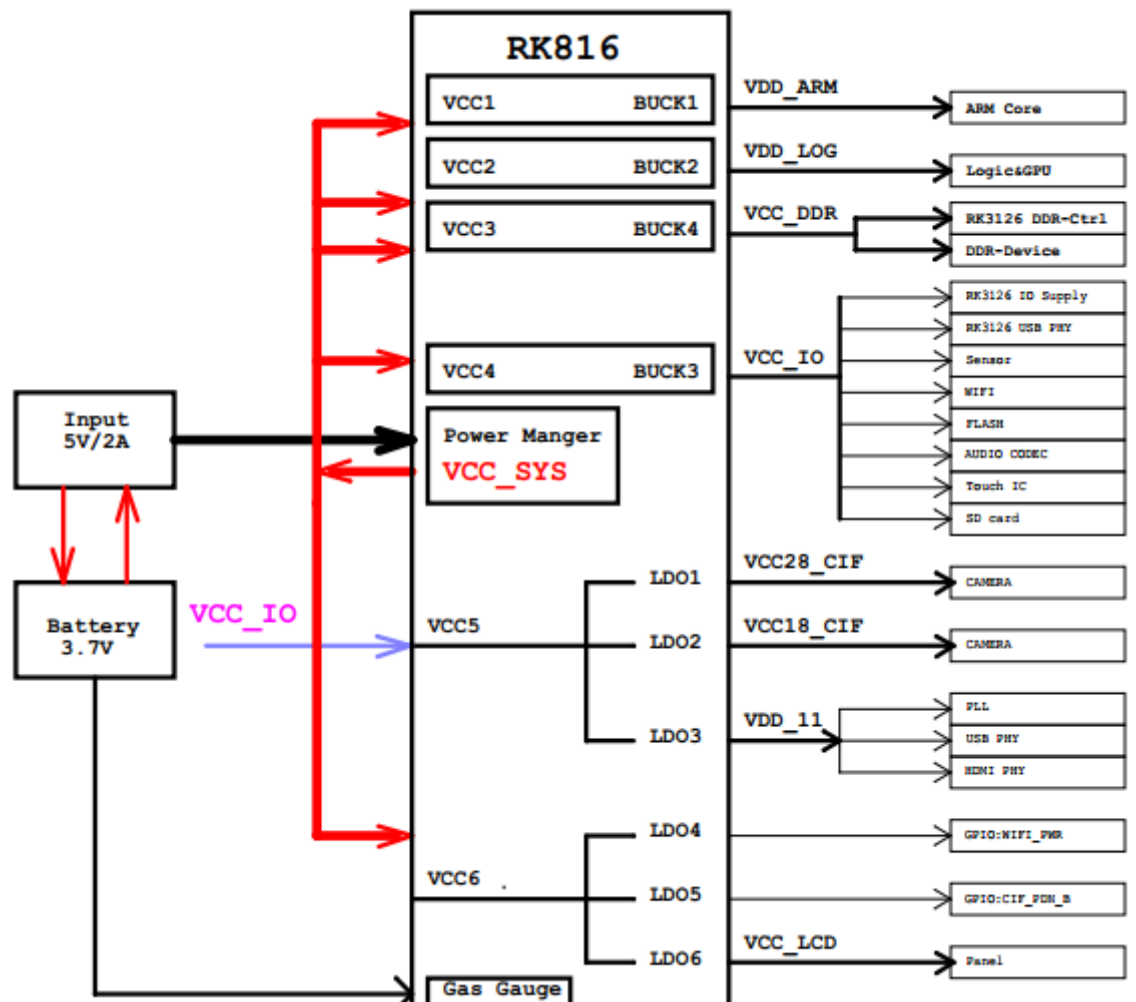 RK816
VCC1 BUCK1 VDD_ARM ARM Core
VCC2 BUCK2 VDD_LOG Logic&GPU
VCC3 BUCK4 VCC_DDR RK3126 DDR-Ctrl
DDR-Device
RK3126 IO Supply
RK3126 USB PHY
VCC4 BUCK3 VCC_IO Sensor
WIFI
FLASH
AUDIO CODEC
Touch IC
SD card
Input
5V/2A
Power Manger
VCC_SYS
Battery
3.7V
VCC_IO
VCC5
LDO1 VCC28_CIF CAMERA
LDO2 VCC18_CIF CAMERA
LDO3 VDD_11 PLL
USB PHY
HDMI PHY
VCC6
LDO4 GPIO:WIFI_PWR
LDO5 GPIO:CIF_PDN_B
LDO6 VCC_LCD Panel
Gas Gauge